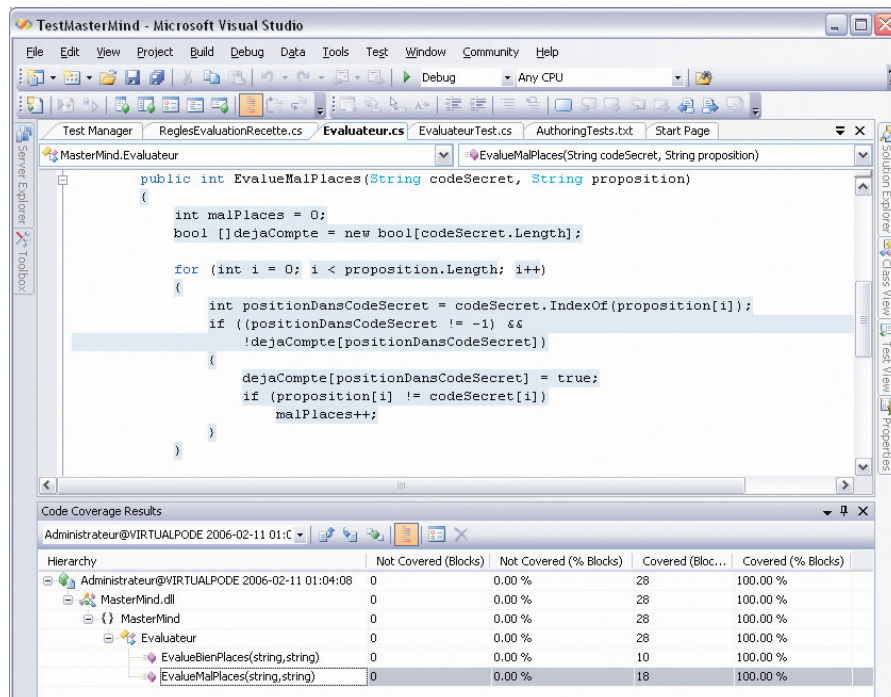 TestMasterMind - Microsoft Visual Studio
File Edit View Project Build Debug Data Tools Test Window Community Help
Debug Any CPU
Test Manager ReglesEvaluationRecette.cs Evaluateur.cs EvaluateurTest.cs AuthoringTests.txt Start Page
MasterMind.Evaluateur EvalueMalPlaces(String codeSecret, String proposition)
Server Explorer
Toolbox
public int EvalueMalPlaces(String codeSecret, String proposition)
{
int malPlaces = 0;
bool []dejaCompte = new bool[codeSecret.Length];
for (int i = 0; i < proposition.Length; i++)
{
int positionDansCodeSecret = codeSecret.IndexOf(proposition[i]);
if ((positionDansCodeSecret != -1) &&
!dejaCompte[positionDansCodeSecret])
{
dejaCompte[positionDansCodeSecret] = true;
if (proposition[i] != codeSecret[i])
malPlaces++;
}
}
Solution Explorer
Class View
Test View
Properties
Code Coverage Results
Administrateur@VIRTUALPODE 2006-02-11 01:C
Hierarchy Not Covered (Blocks) Not Covered (% Blocks) Covered (Bloc... Covered (% Blocks)
Administrateur@VIRTUALPODE 2006-02-11 01:04:08 0 0.00 % 28 100.00 %
MasterMind.dll 0 0.00 % 28 100.00 %
{} MasterMind 0 0.00 % 28 100.00 %
Evaluateur 0 0.00 % 28 100.00 %
EvalueBienPlaces(string,string) 0 0.00 % 10 100.00 %
EvalueMalPlaces(string,string) 0 0.00 % 18 100.00 %